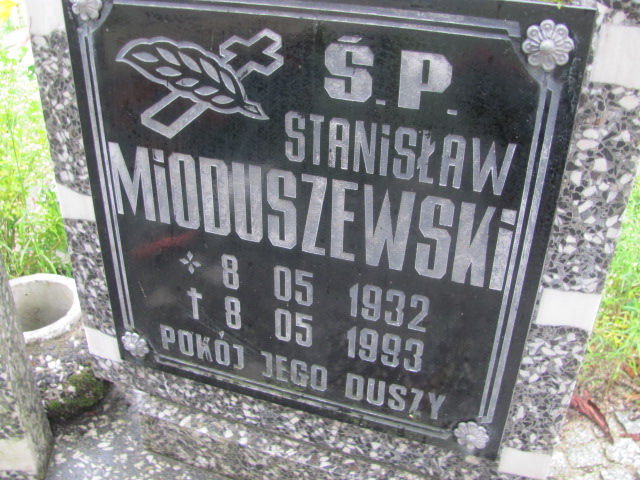 Ś.P.
STANiSŁAW
MiODUSZEWSKi
8 05 1932
8 05 1993
POKÓJ JEGO DUSZY